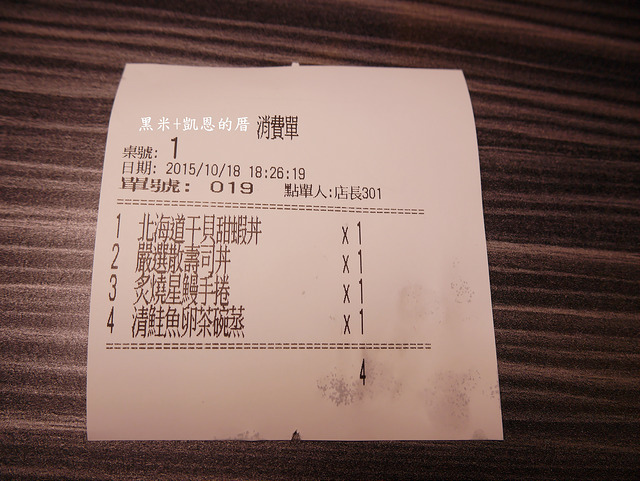 黑米+凱恩的厝 消費單
桌號: 1
日期: 2015/10/18 18:26:19
單號: 019 點單人:店長301
1 北海道干貝甜蝦丼 x 1
2 嚴選散壽司丼 x 1
3 炙燒星鰻手捲 x 1
4 清鮭魚卵茶碗蒸 x 1
4